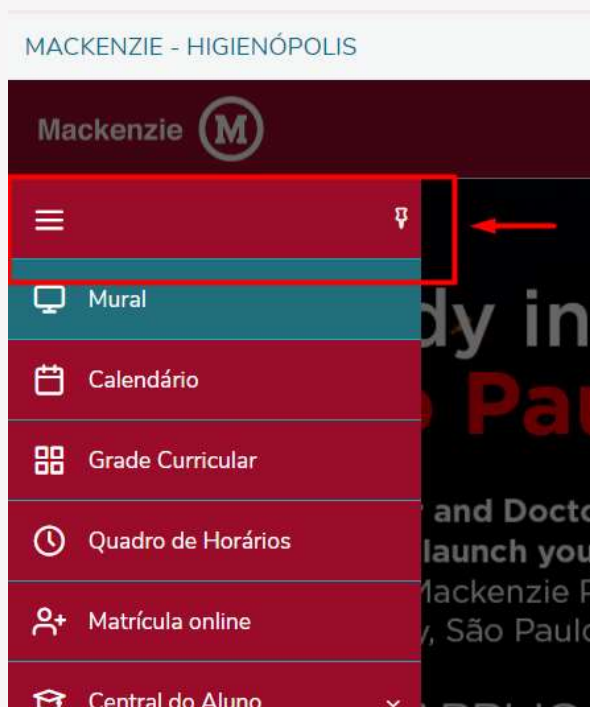 MACKENZIE - HIGIENÓPOLIS
Mackenzie M
Mural
Calendário
Grade Curricular
Quadro de Horários
Matrícula online
Central do Aluno
dy in
Pau
and Docto
launch you
Mackenzie P
y, São Paulo